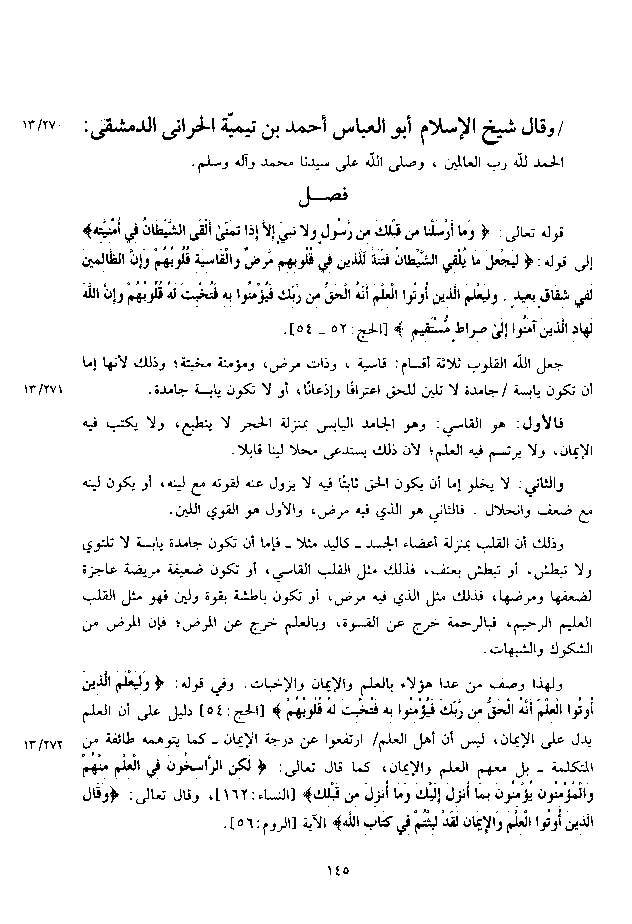 ١٣/٢٧٠ / وقال شيخ الإسلام أبو العباس أحمد بن تيميّة الحرانى الدمشقى:
الحمد لله رب العالمين ، وصلى الله على سيدنا محمد وآله وسلم.
فصــل
قوله تعالى: ﴿ وَمَا أَرْسَلْنَا مِن قَبْلِكَ مِن رَّسُولٍ وَلا نَبِيٍّ إِلاَّ إِذَا تَمَنَّىٰ أَلْقَى الشَّيْطَانُ فِي أُمْنِيَّتِهِ﴾
إلى قوله: ﴿ لِيَجْعَلَ مَا يُلْقِي الشَّيْطَانُ فِتْنَةً لِّلَّذِينَ فِي قُلُوبِهِم مَّرَضٌ وَالْقَاسِيَةِ قُلُوبُهُمْ وَإِنَّ الظَّالِمِينَ
لَفِي شِقَاقٍ بَعِيدٍ . وَلِيَعْلَمَ الَّذِينَ أُوتُوا الْعِلْمَ أَنَّهُ الْحَقُّ مِن رَّبِّكَ فَيُؤْمِنُوا بِهِ فَتُخْبِتَ لَهُ قُلُوبُهُمْ وَإِنَّ اللَّهَ
لَهَادِ الَّذِينَ آمَنُوا إِلَىٰ صِرَاطٍ مُّسْتَقِيمٍ ﴾ [الحج: ٥٢ ـ ٥٤].
جعل الله القلوب ثلاثة أقسام: قاسية ، وذات مرض، ومؤمنة مخبتة؛ وذلك لأنها إما
١٣/٢٧١ أن تكون يابسة / جامدة لا تلين للحق اعترافًا وإذعانًا، أو لا تكون يابسة جامدة.
فالأول: هو القاسي: وهو الجامد اليابس بمنزلة الحجر لا ينطبع، ولا يكتب فيه
الإيمان، ولا يرتسم فيه العلم؛ لأن ذلك يستدعى محلا لينا قابلا.
والثاني: لا يخلو إما أن يكون الحق ثابتًا فيه لا يزول عنه لقوته مع لينه، أو يكون لينه
مع ضعف وانحلال . فالثاني هو الذي فيه مرض، والأول هو القوي اللين.
وذلك أن القلب بمنزلة أعضاء الجسد ـ كاليد مثلا ـ فإما أن تكون جامدة يابسة لا تلتوي
ولا تبطش، أو تبطش بعنف، فذلك مثل القلب القاسي، أو تكون ضعيفة مريضة عاجزة
لضعفها ومرضها، فذلك مثل الذي فيه مرض، أو تكون باطشة بقوة ولين فهو مثل القلب
العليم الرحيم، فبالرحمة خرج عن القسوة، وبالعلم خرج عن المرض؛ فإن المرض من
الشكوك والشبهات.
ولهذا وصف من عدا هؤلاء بالعلم والإيمان والإخبات. وفي قوله: ﴿ وَلِيَعْلَمَ الَّذِينَ
أُوتُوا الْعِلْمَ أَنَّهُ الْحَقُّ مِن رَّبِّكَ فَيُؤْمِنُوا بِهِ فَتُخْبِتَ لَهُ قُلُوبُهُمْ ﴾ [الحج: ٥٤] دليل على أن العلم
١٣/٢٧٢ يدل على الإيمان، ليس أن أهل العلم/ ارتفعوا عن درجة الإيمان ـ كما يتوهمه طائفة من
المتكلمة ـ بل معهم العلم والإيمان، كما قال تعالى: ﴿ لَّكِنِ الرَّاسِخُونَ فِي الْعِلْمِ مِنْهُمْ
وَالْمُؤْمِنُونَ يُؤْمِنُونَ بِمَا أُنزِلَ إِلَيْكَ وَمَا أُنزِلَ مِن قَبْلِكَ﴾ [النساء: ١٦٢]، وقال تعالى: ﴿وَقَالَ
الَّذِينَ أُوتُوا الْعِلْمَ وَالإِيمَانَ لَقَدْ لَبِثْتُمْ فِي كِتَابِ اللَّهِ﴾ الآية [الروم: ٥٦].
١٤٥